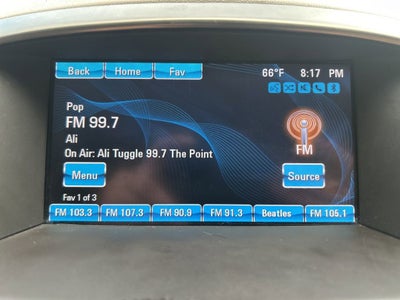 Back Home Fav 66°F 8:17 PM
Pop
FM 99.7
Ali
On Air: Ali Tuggle 99.7 The Point
FM
Menu Source
Fav 1 of 3
FM 103.3 FM 107.3 FM 90.9 FM 91.3 Beatles FM 105.1